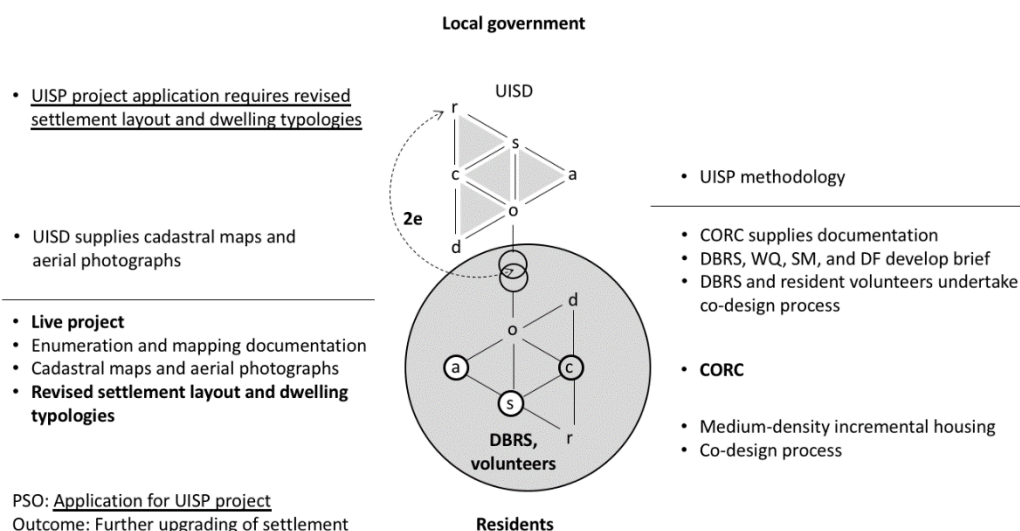 Local government
• UISP project application requires revised
settlement layout and dwelling typologies
• UISD supplies cadastral maps and
aerial photographs
• Live project
• Enumeration and mapping documentation
• Cadastral maps and aerial photographs
• Revised settlement layout and dwelling
typologies
PSO: Application for UISP project
Outcome: Further upgrading of settlement
UISD
r
s
c
a
o
2e
d
d
o
a
c
s
r
DBRS,
volunteers
Residents
• UISP methodology
• CORC supplies documentation
• DBRS, WQ, SM, and DF develop brief
• DBRS and resident volunteers undertake
co-design process
• CORC
• Medium-density incremental housing
• Co-design process